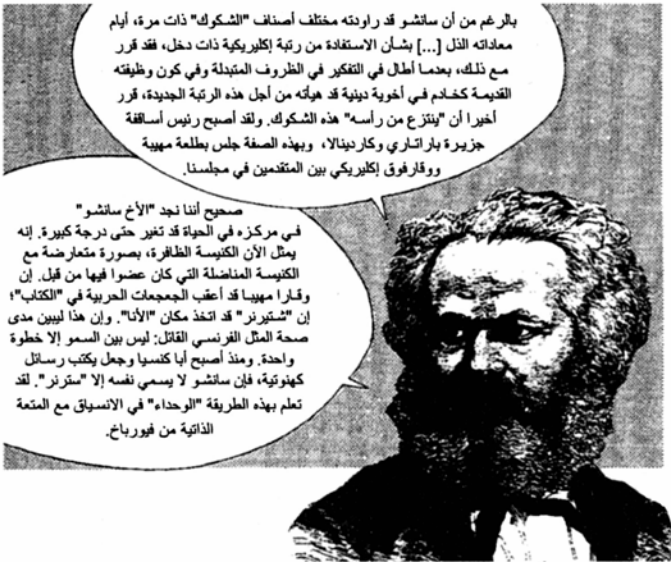 بالرغم من أن سانشو قد راودته مختلف أصناف "الشكوك" ذات مرة، أيام
معاداته الذل [...] بشأن الاستفادة من رتبة إكليريكية ذات دخل، فقد قرر
مع ذلك، بعدما أطال في التفكير في الظروف المتبدلة وفي كون وظيفته
القديمة كخادم في أخوية دينية قد هيأته من أجل هذه الرتبة الجديدة، قرر
أخيرا أن "ينتزع من رأسه" هذه الشكوك. ولقد أصبح رئيس أساقفة
جزيرة باراتاري وكاردينالا، وبهذه الصفة جلس بطلعة مهيبة
ووقارفوق إكليريكي بين المتقدمين في مجلسنا.
صحيح أننا نجد "الأخ سانشو"
في مركزه في الحياة قد تغير حتى درجة كبيرة. إنه
يمثل الآن الكنيسة الظافرة، بصورة متعارضة مع
الكنيسة المناضلة التي كان عضوا فيها من قبل. إن
وقارا مهيبا قد أعقب الجعجعات الحربية في "الكتاب"؛
إن "شتيرنر" قد اتخذ مكان "الأنا". وإن هذا ليبين مدى
صحة المثل الفرنسي القائل: ليس بين السمو إلا خطوة
واحدة. ومنذ أصبح أبا كنسيا وجعل يكتب رسائل
كهنوتية، فإن سانشو لا يسمي نفسه إلا "سترنر". لقد
تعلم بهذه الطريقة "الوحداء" في الانسياق مع المتعة
الذاتية من فيورباخ.